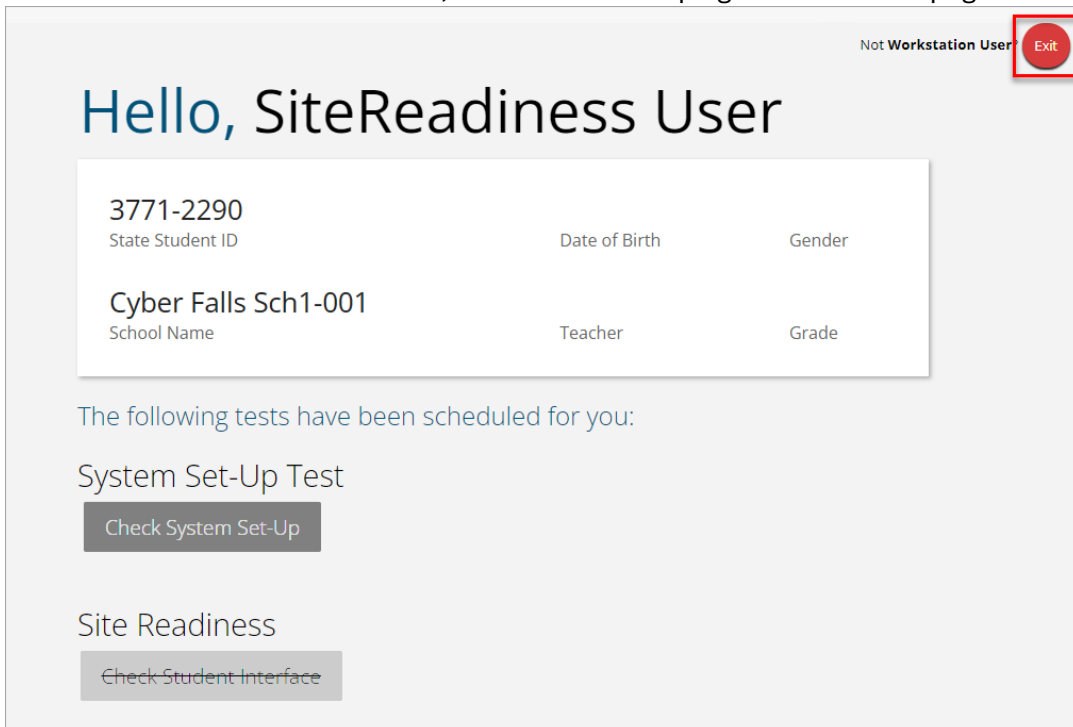 Not Workstation User? Exit
Hello, SiteReadiness User
3771-2290
State Student ID Date of Birth Gender
Cyber Falls Sch1-001
School Name Teacher Grade
The following tests have been scheduled for you:
System Set-Up Test
Check System Set-Up
Site Readiness
Check Student Interface